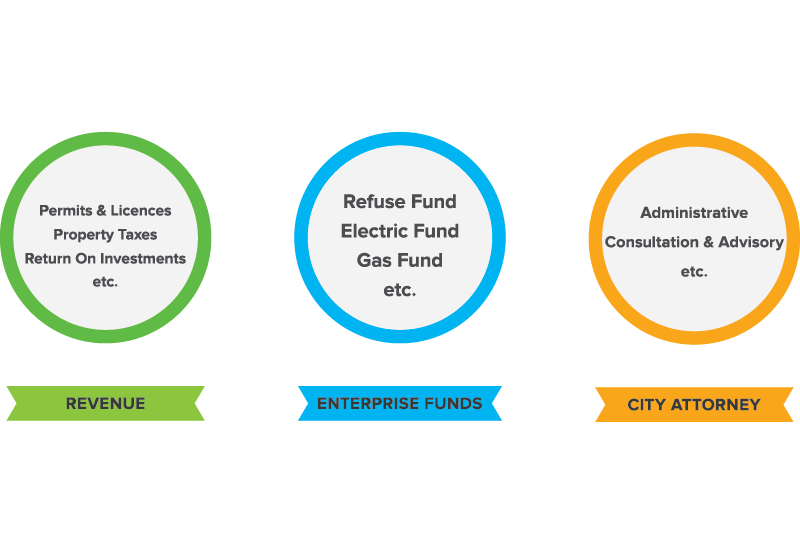 Permits & Licences
Property Taxes
Return On Investments
etc.
REVENUE
Refuse Fund
Electric Fund
Gas Fund
etc.
ENTERPRISE FUNDS
Administrative
Consultation & Advisory
etc.
CITY ATTORNEY